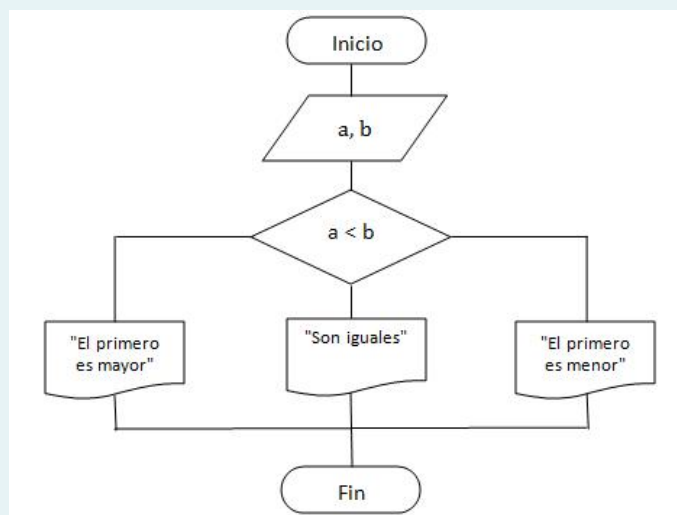 Inicio
a, b
a < b
"El primero
es mayor"
"Son iguales"
"El primero
es menor"
Fin